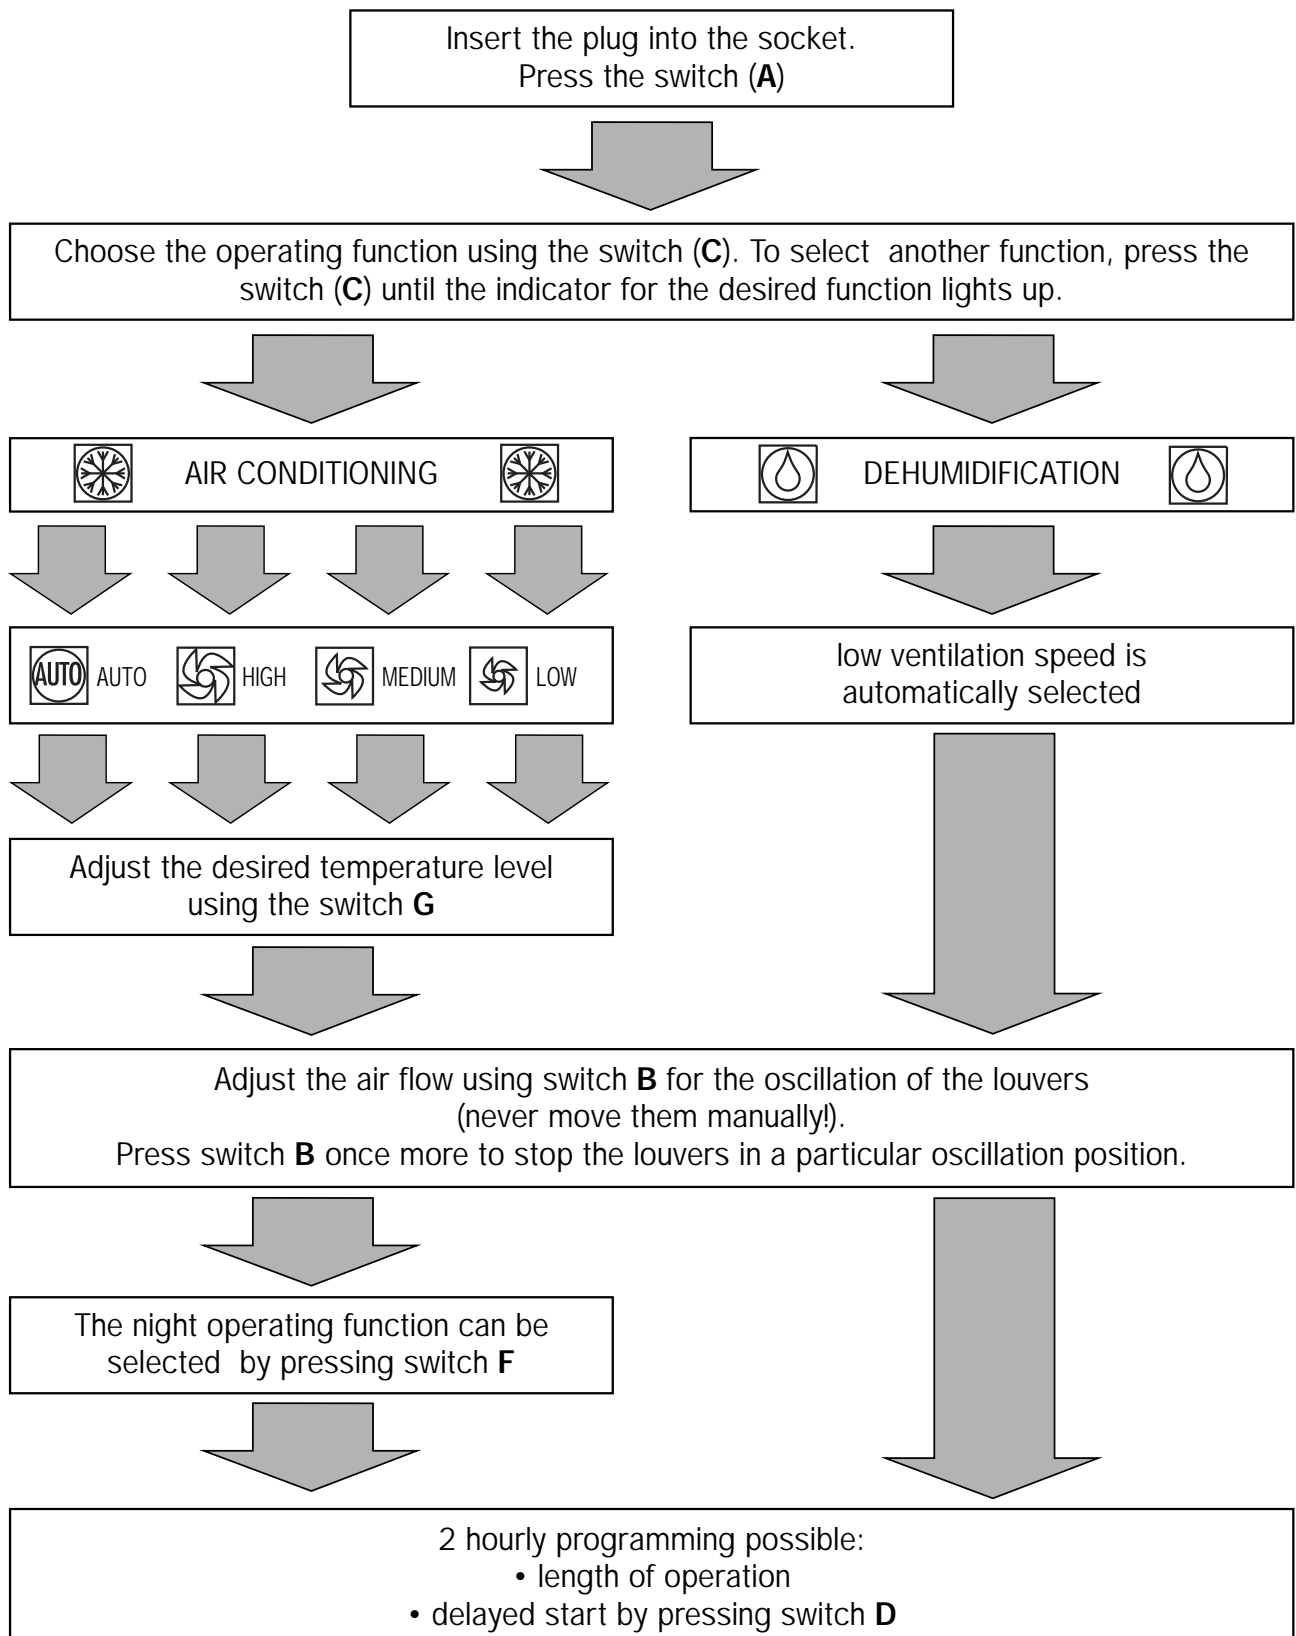 Insert the plug into the socket.
Press the switch (A)
Choose the operating function using the switch (C). To select  another function, press the
switch (C) until the indicator for the desired function lights up.
AIR CONDITIONING
DEHUMIDIFICATION
AUTO AUTO HIGH MEDIUM LOW
low ventilation speed is
automatically selected
Adjust the desired temperature level
using the switch G
Adjust the air flow using switch B for the oscillation of the louvers
(never move them manually!).
Press switch B once more to stop the louvers in a particular oscillation position.
The night operating function can be
selected  by pressing switch F
2 hourly programming possible:
• length of operation
• delayed start by pressing switch D